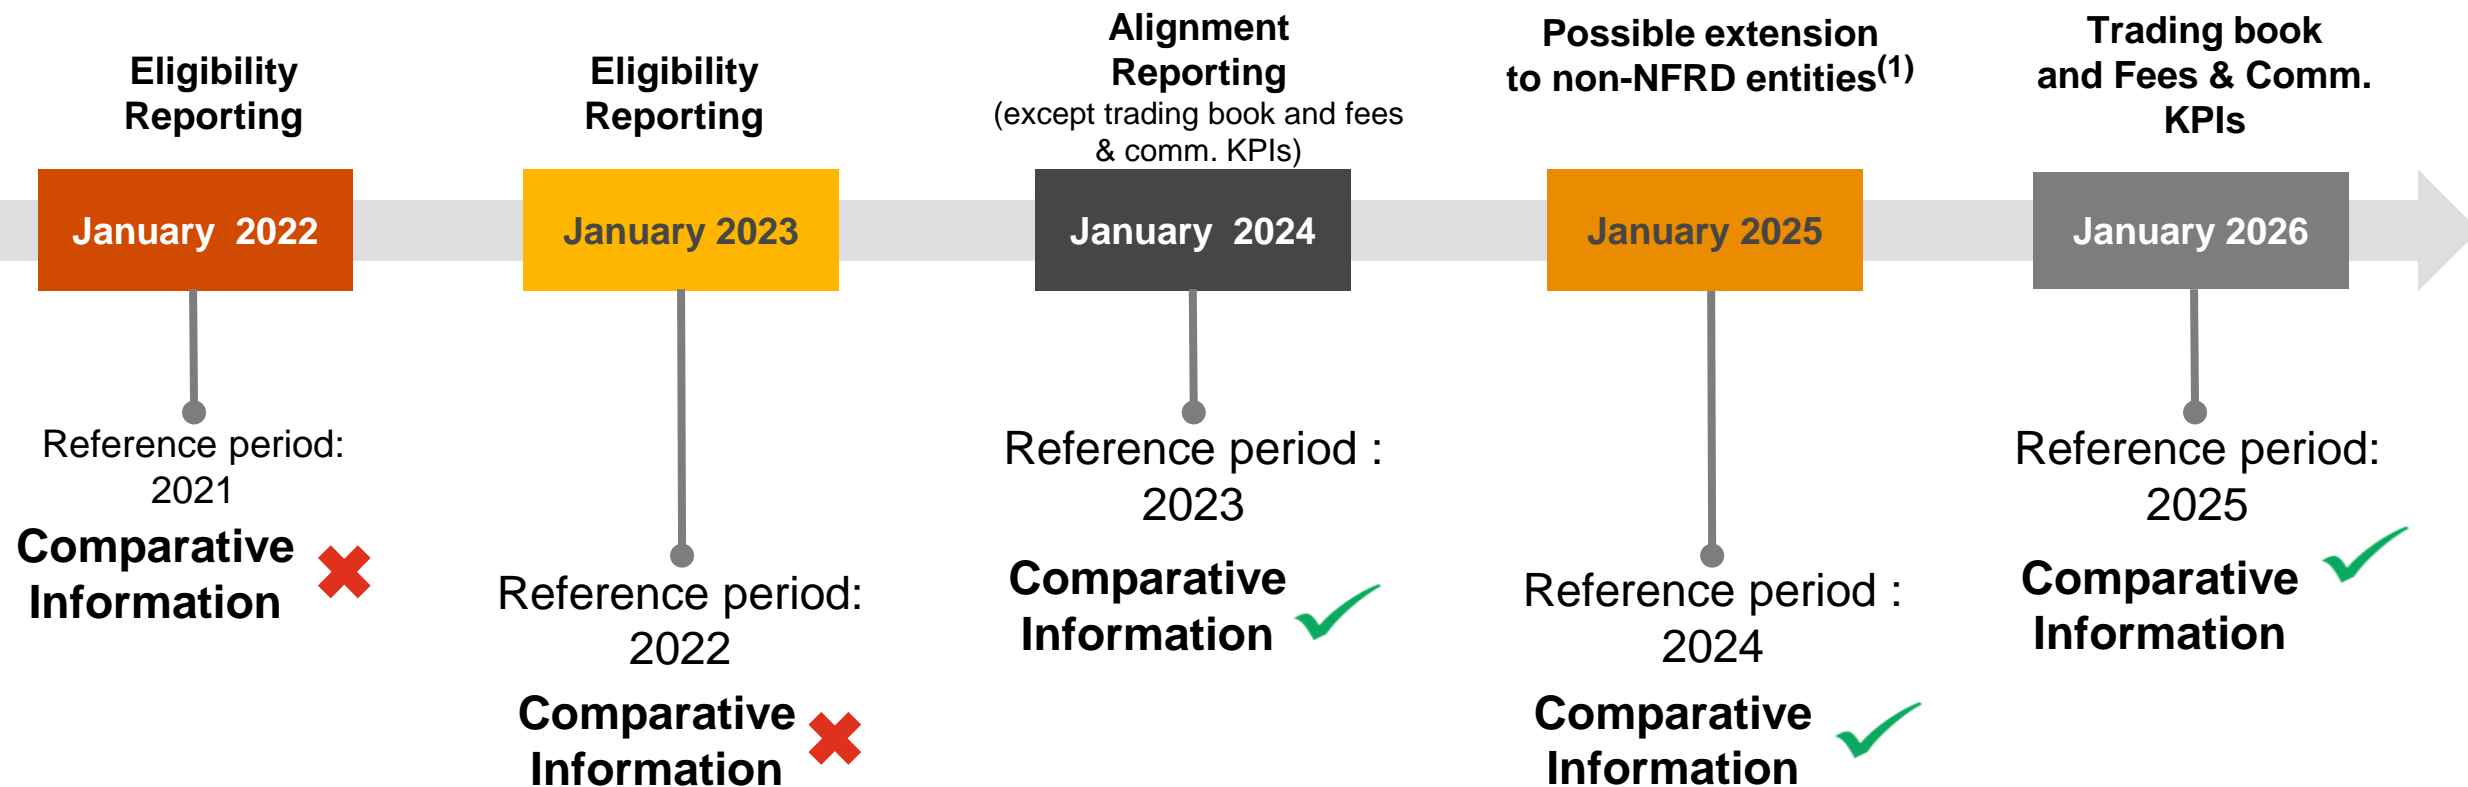 Eligibility
Reporting
January 2022
Reference period:
2021
Comparative
Information
Eligibility
Reporting
January 2023
Reference period:
2022
Comparative
Information
Alignment
Reporting
(except trading book and fees
& comm. KPIs)
January 2024
Reference period :
2023
Comparative
Information
Possible extension
to non-NFRD entities(1)
January 2025
Reference period :
2024
Comparative
Information
Trading book
and Fees & Comm.
KPIs
January 2026
Reference period:
2025
Comparative
Information